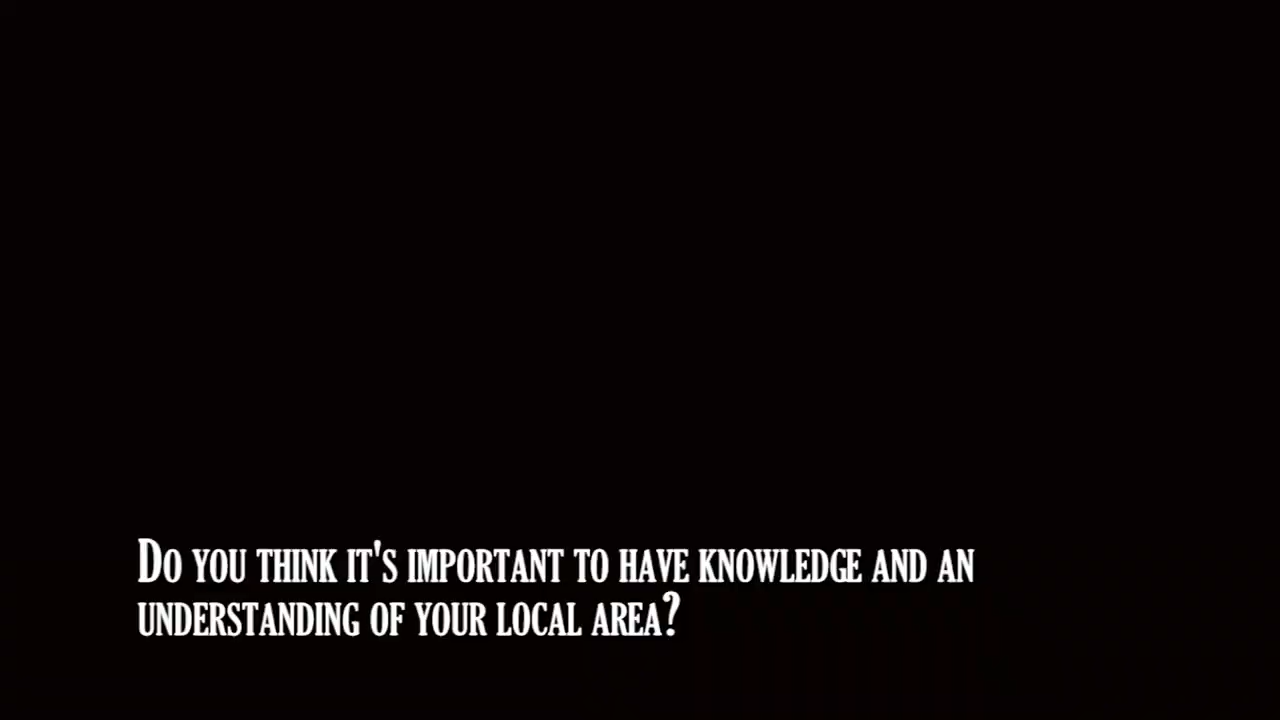 Do you think it's important to have knowledge and an
understanding of your local area?